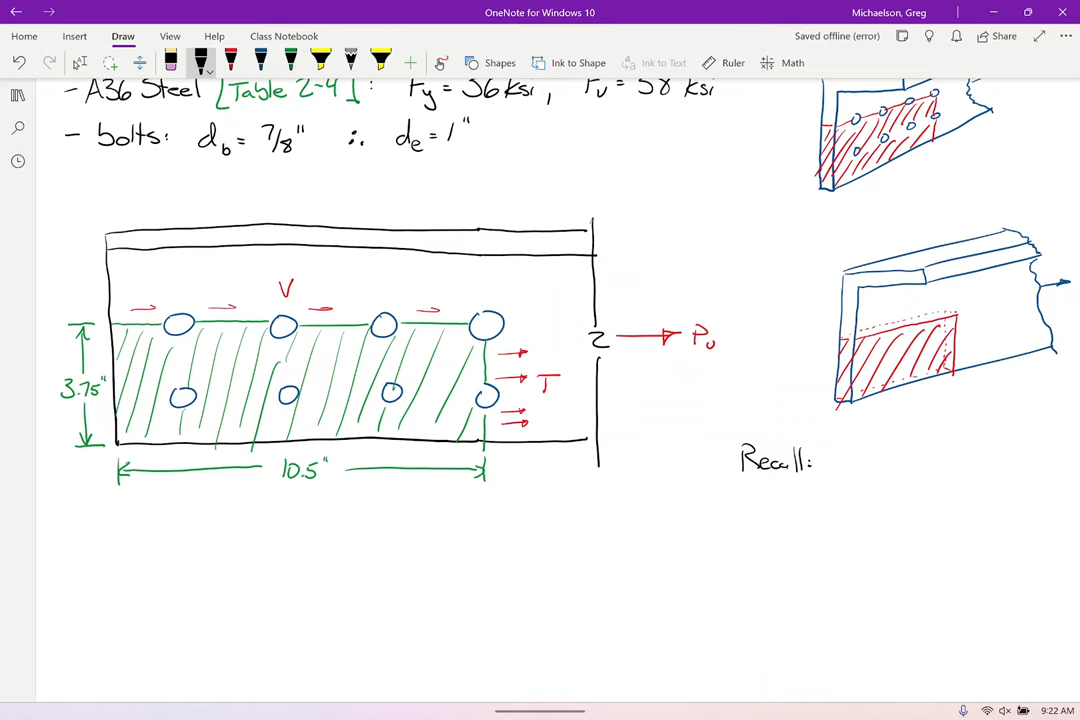 OneNote for Windows 10
Michaelson, Greg
Home Insert Draw View Help Class Notebook
Saved offline (error)
Share
Shapes
Ink to Shape
Ink to Text
Ruler
Math
- A36 Steel [Table 2-4]: Fy = 36 ksi, Fu = 58 ksi
- bolts: db = 7/8" ∴ de = 1"
V
3.75"
T
Pu
10.5"
Recall:
9:22 AM